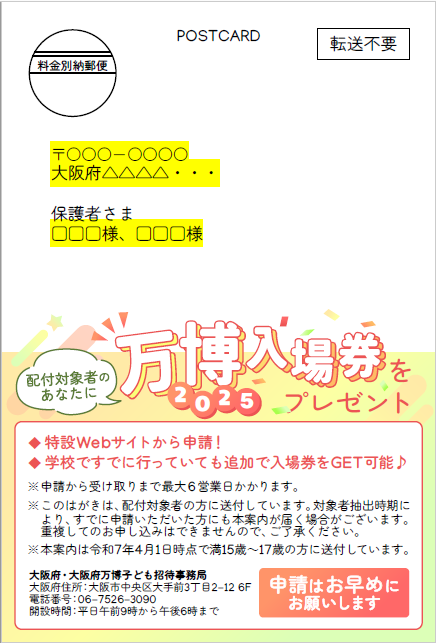 POSTCARD
転送不要
料金別納郵便
〒〇〇〇－〇〇〇〇
大阪府△△△△・・・
保護者さま
□□□様、□□□様
配付対象者の
あなたに
万博入場券を
2025
プレゼント
◆ 特設Webサイトから申請！
◆ 学校ですでに行っていても追加で入場券をGET可能♪
※申請から受け取りまで最大６営業日かかります。
※このはがきは、配付対象者の方に送付しています。対象者抽出時期に
より、すでに申請いただいた方にも本案内が届く場合がございます。
重複してのお申し込みはできませんので、ご了承ください。
※本案内は令和7年4月1日時点で満15歳〜17歳の方に送付しています。
大阪府・大阪府万博子ども招待事務局
大阪府住所：大阪市中央区大手前3丁目2−12 6F
電話番号：06−7526−3090
開設時間：平日午前9時から午後6時まで
申請はお早めに
お願いします